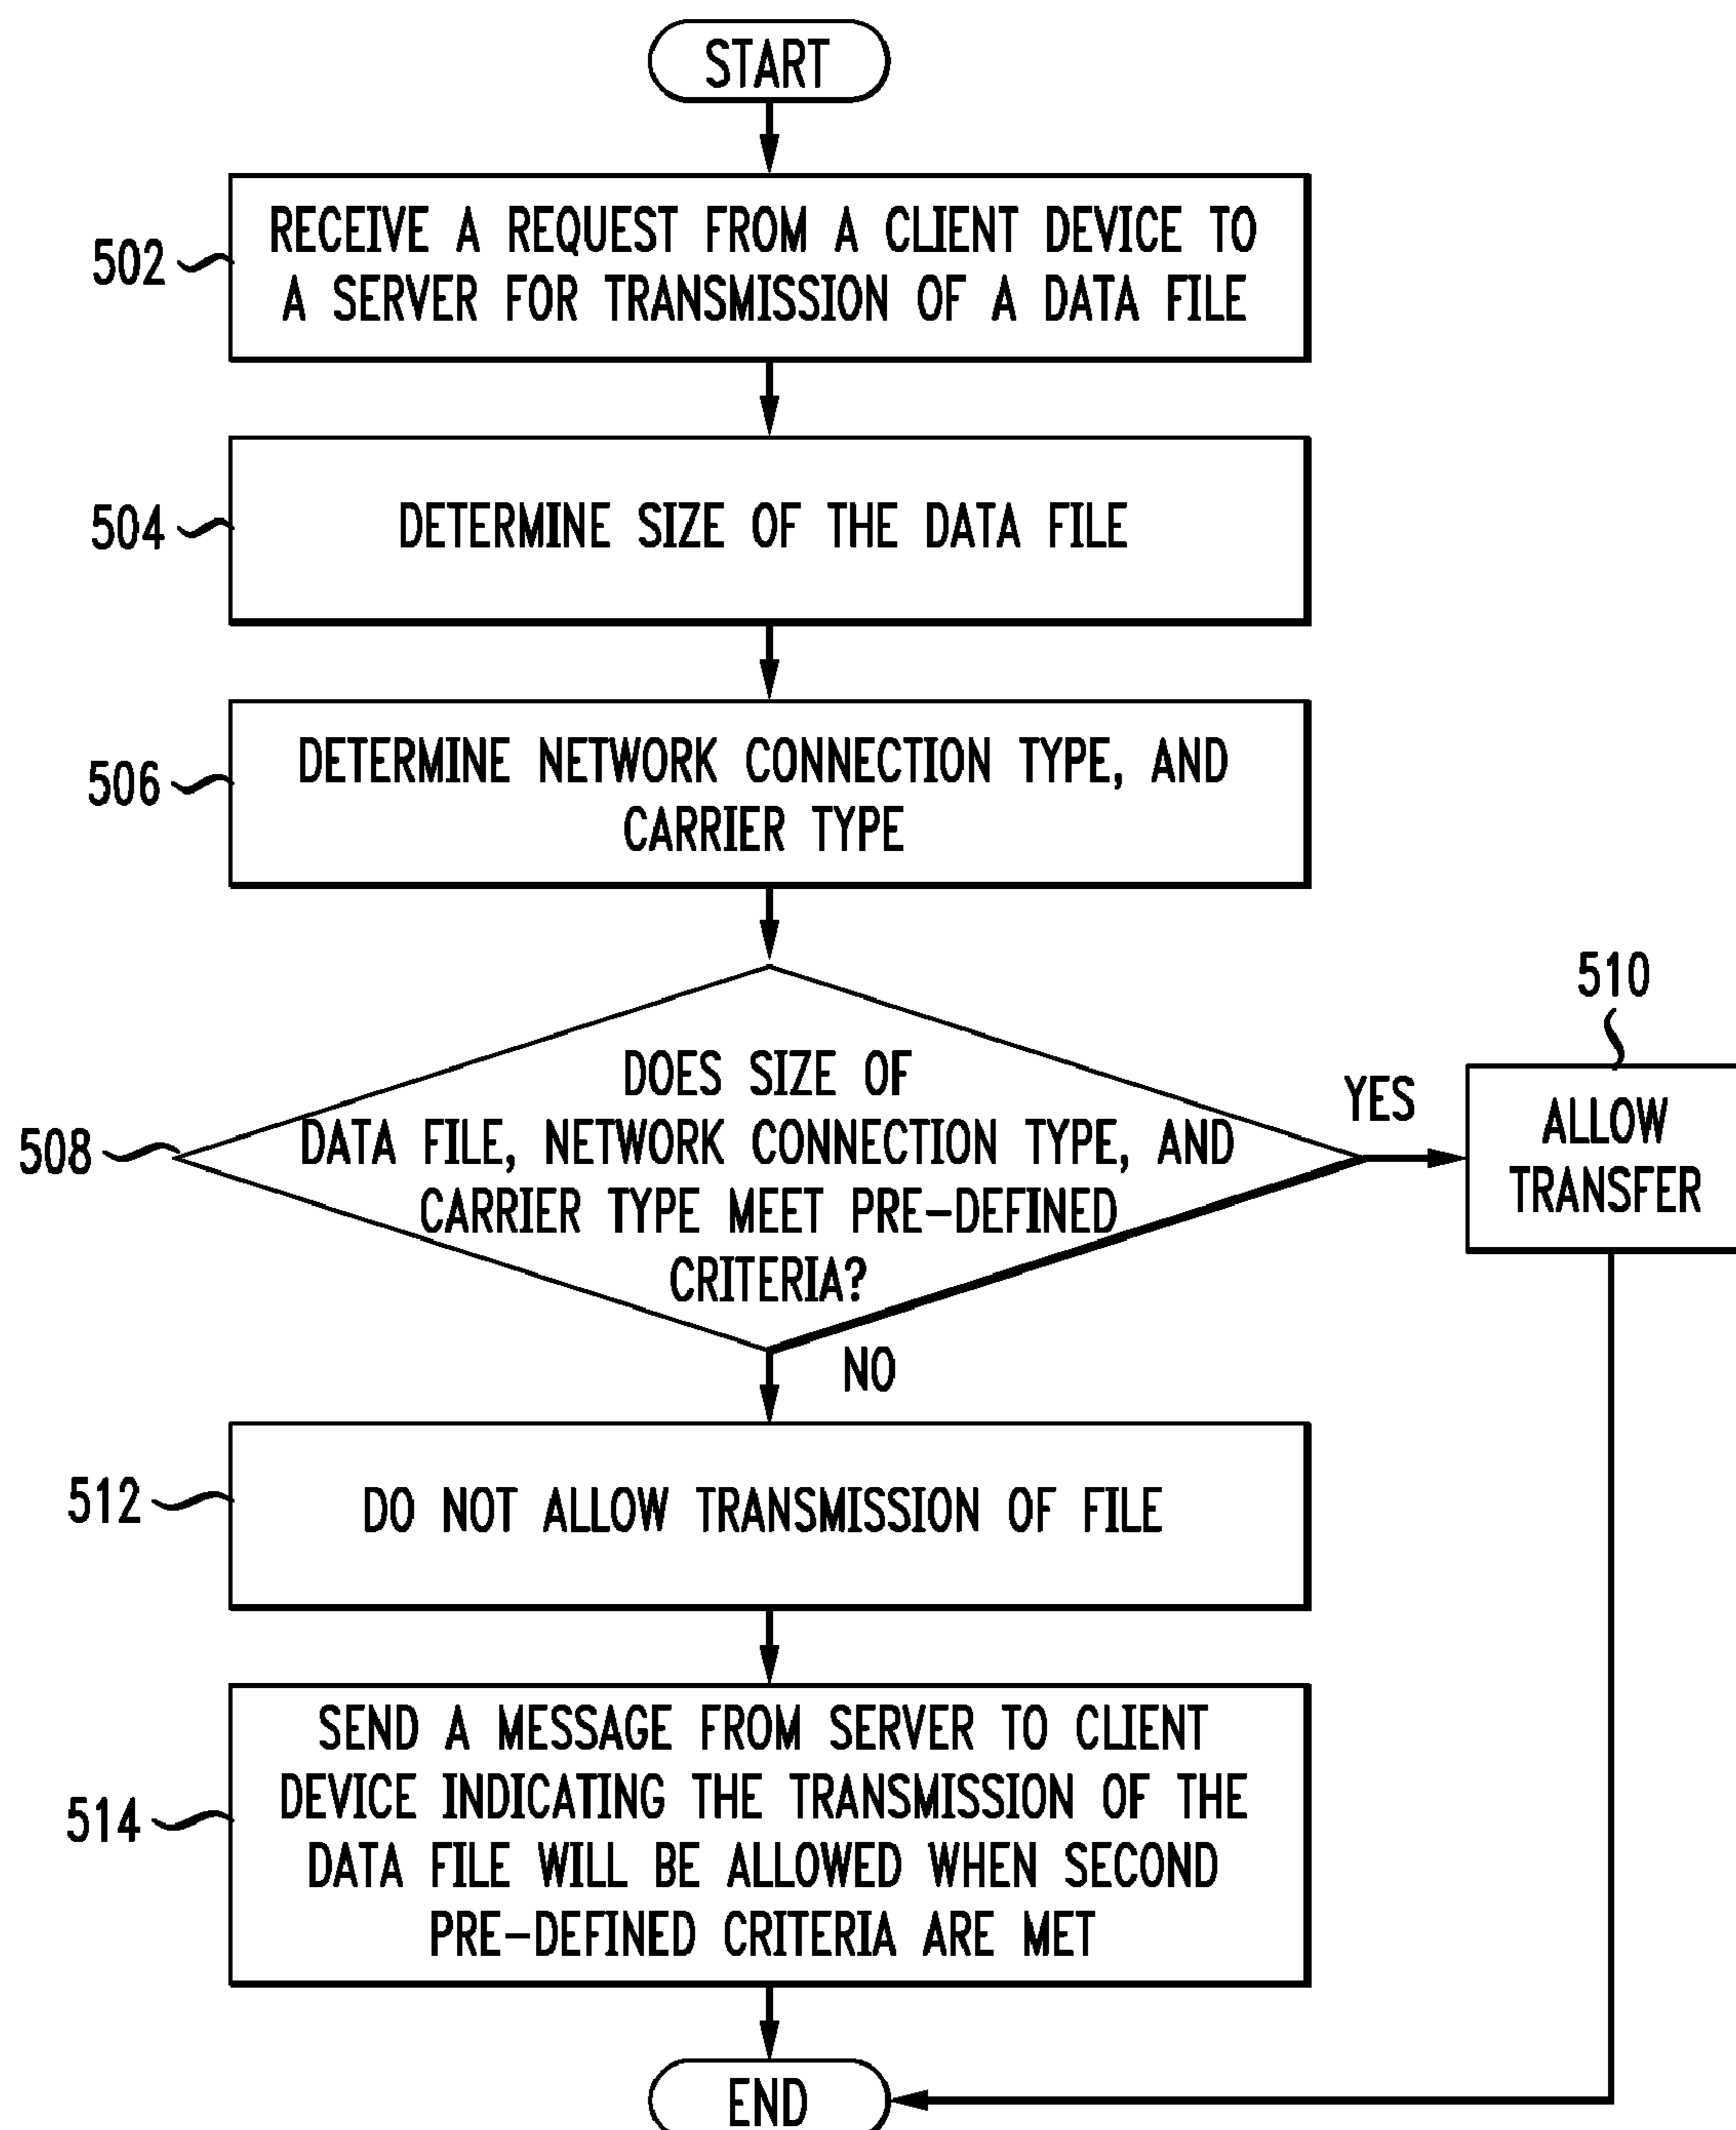 START
502
RECEIVE A REQUEST FROM A CLIENT DEVICE TO
A SERVER FOR TRANSMISSION OF A DATA FILE
504
DETERMINE SIZE OF THE DATA FILE
506
DETERMINE NETWORK CONNECTION TYPE, AND
CARRIER TYPE
508
DOES SIZE OF
DATA FILE, NETWORK CONNECTION TYPE, AND
CARRIER TYPE MEET PRE-DEFINED
CRITERIA?
YES
510
ALLOW
TRANSFER
NO
512
DO NOT ALLOW TRANSMISSION OF FILE
514
SEND A MESSAGE FROM SERVER TO CLIENT
DEVICE INDICATING THE TRANSMISSION OF THE
DATA FILE WILL BE ALLOWED WHEN SECOND
PRE-DEFINED CRITERIA ARE MET
END